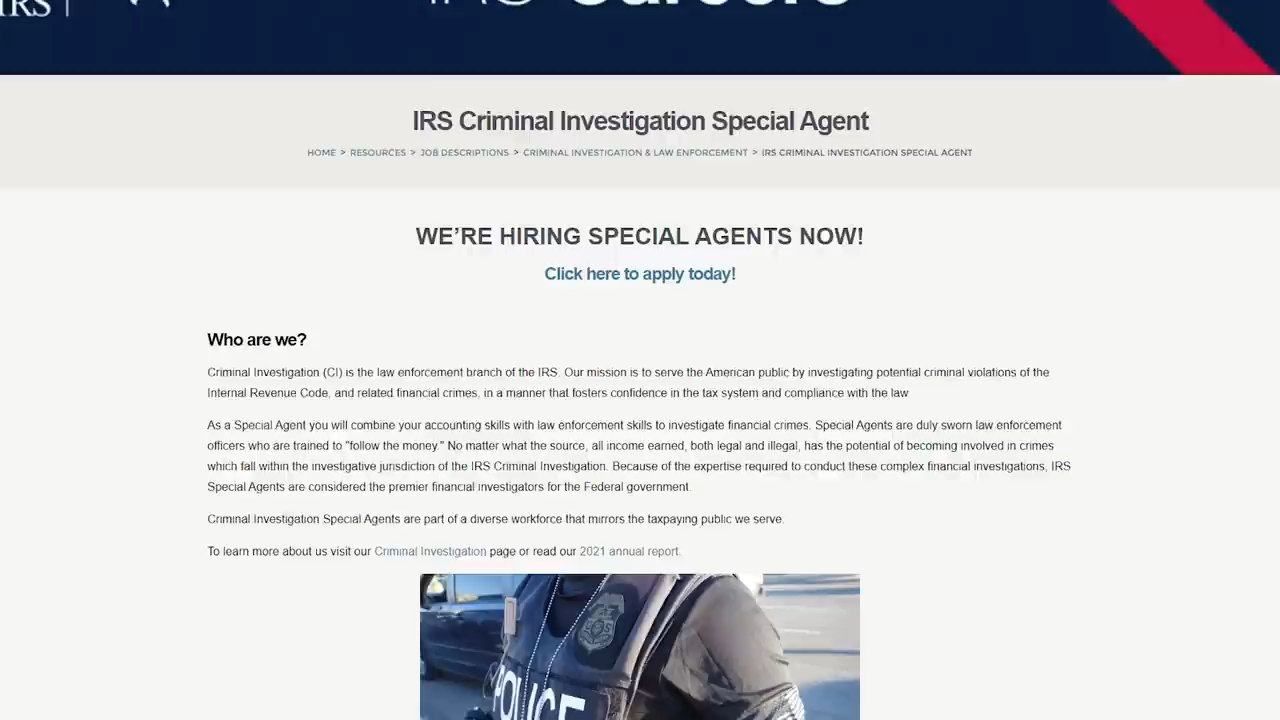 IRS
IRS Careers
IRS Criminal Investigation Special Agent
HOME > RESOURCES > JOB DESCRIPTIONS > CRIMINAL INVESTIGATION & LAW ENFORCEMENT > IRS CRIMINAL INVESTIGATION SPECIAL AGENT
WE’RE HIRING SPECIAL AGENTS NOW!
Click here to apply today!
Who are we?
Criminal Investigation (CI) is the law enforcement branch of the IRS. Our mission is to serve the American public by investigating potential criminal violations of the
Internal Revenue Code, and related financial crimes, in a manner that fosters confidence in the tax system and compliance with the law
As a Special Agent you will combine your accounting skills with law enforcement skills to investigate financial crimes. Special Agents are duly sworn law enforcement
officers who are trained to "follow the money." No matter what the source, all income earned, both legal and illegal, has the potential of becoming involved in crimes
which fall within the investigative jurisdiction of the IRS Criminal Investigation. Because of the expertise required to conduct these complex financial investigations, IRS
Special Agents are considered the premier financial investigators for the Federal government.
Criminal Investigation Special Agents are part of a diverse workforce that mirrors the taxpaying public we serve.
To learn more about us visit our Criminal Investigation page or read our 2021 annual report.
POLICE